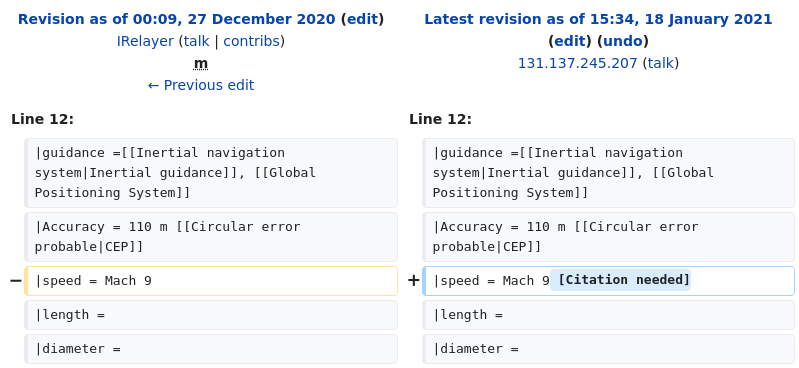 Revision as of 00:09, 27 December 2020 (edit)
IRelayer (talk | contribs)
m
← Previous edit
Latest revision as of 15:34, 18 January 2021
(edit) (undo)
131.137.245.207 (talk)
Line 12:
Line 12:
|guidance =[[Inertial navigation
system|Inertial guidance]], [[Global
Positioning System]]
|guidance =[[Inertial navigation
system|Inertial guidance]], [[Global
Positioning System]]
|Accuracy = 110 m [[Circular error
probable|CEP]]
|Accuracy = 110 m [[Circular error
probable|CEP]]
− |speed = Mach 9
+ |speed = Mach 9 [Citation needed]
|length =
|length =
|diameter =
|diameter =